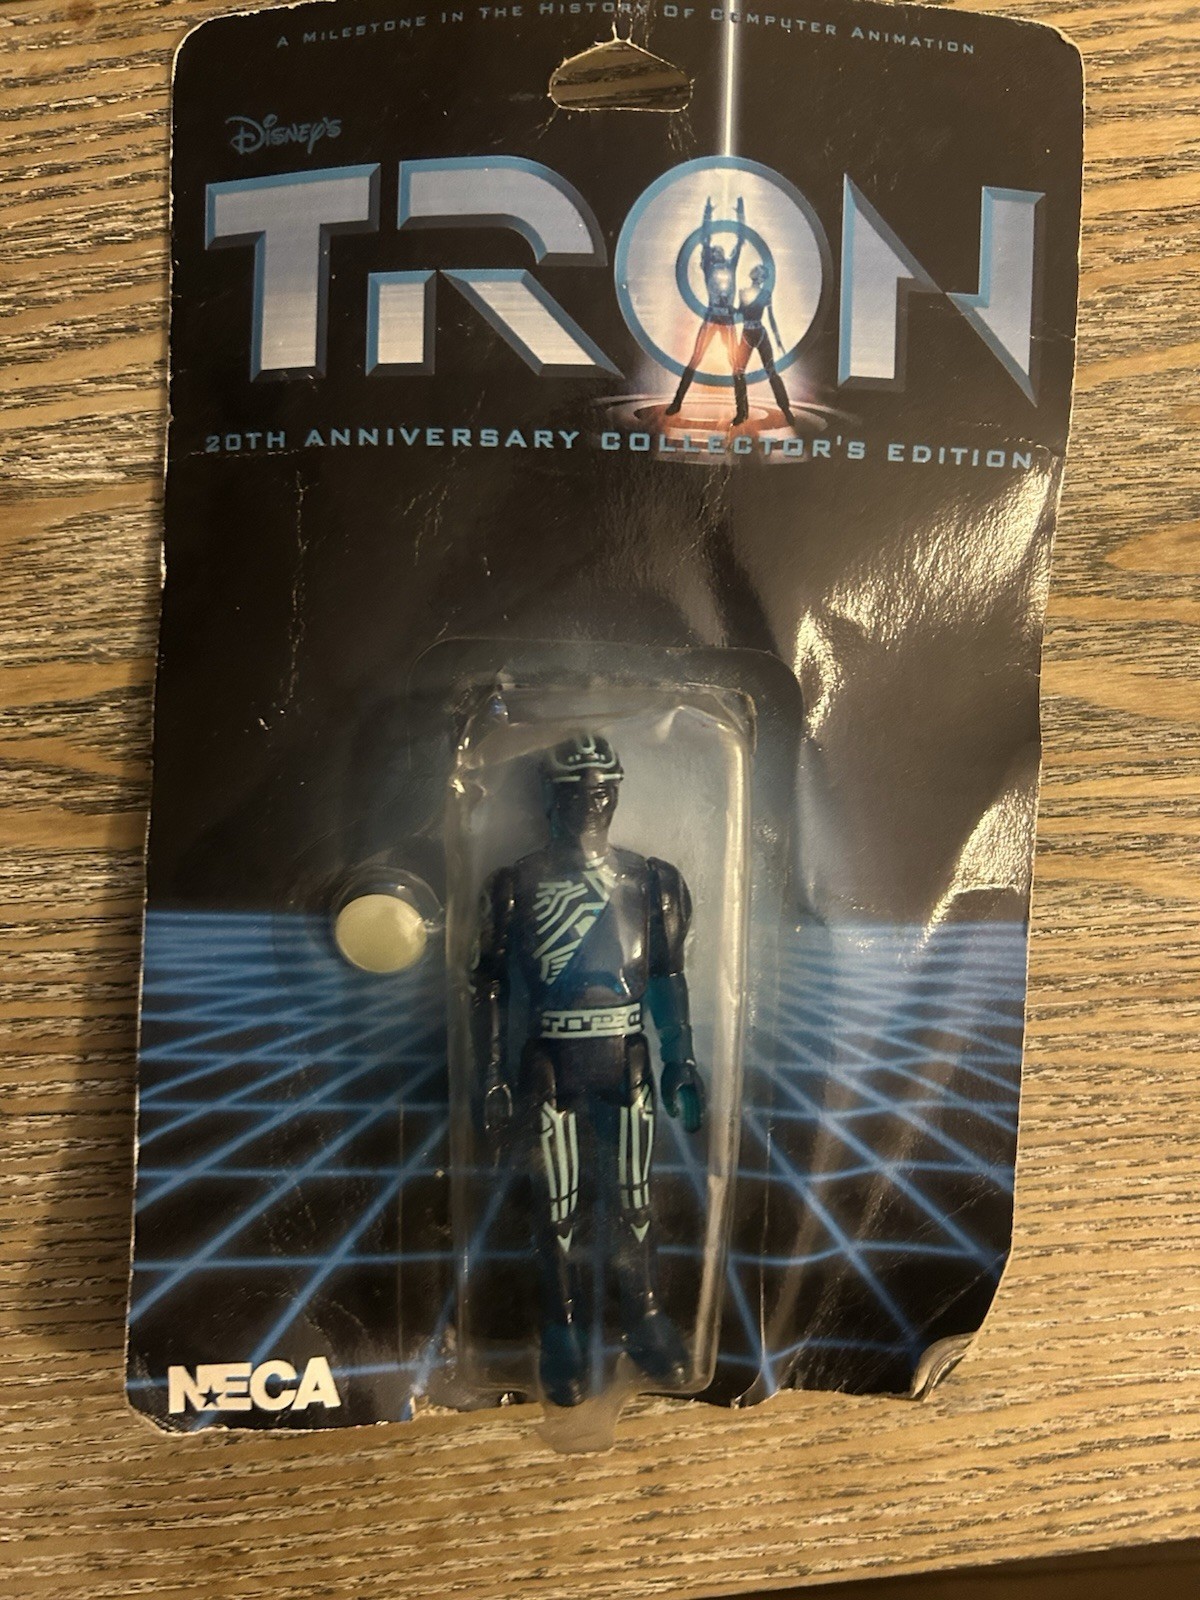 A Milestone In The History Of Computer Animation
Disney's
TRON
20TH ANNIVERSARY COLLECTOR'S EDITION
NECA